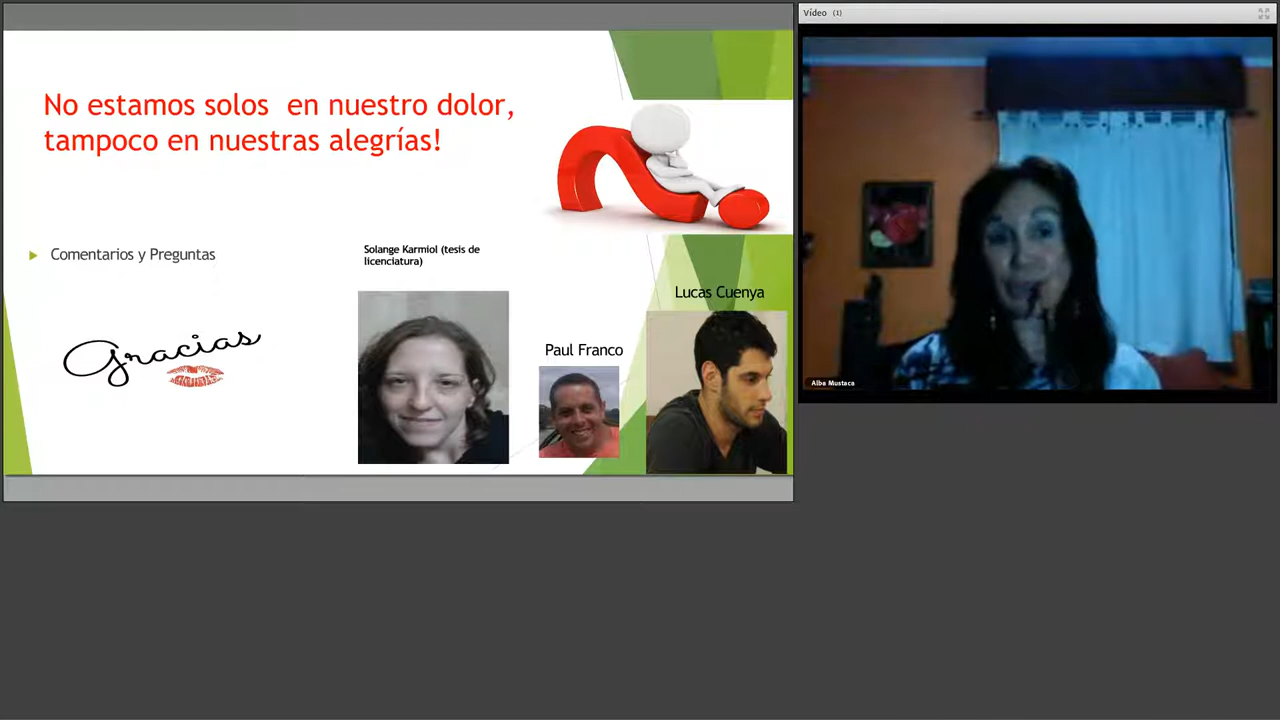 No estamos solos  en nuestro dolor,
tampoco en nuestras alegrías!
Comentarios y Preguntas
Gracias
Solange Karmiol (tesis de
licenciatura)
Paul Franco
Lucas Cuenya
Vídeo (1)
Alba Mustaca